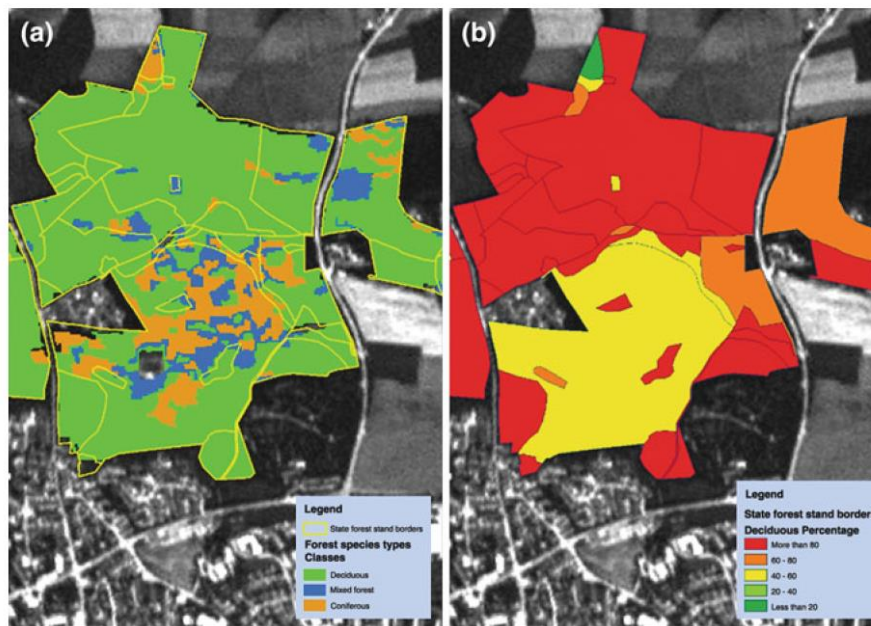 (a)
Legend
State forest stand borders
Forest species types
Classes
Deciduous
Mixed forest
Coniferous
(b)
Legend
State forest stand border
Deciduous Percentage
More than 80
60 - 80
40 - 60
20 - 40
Less than 20